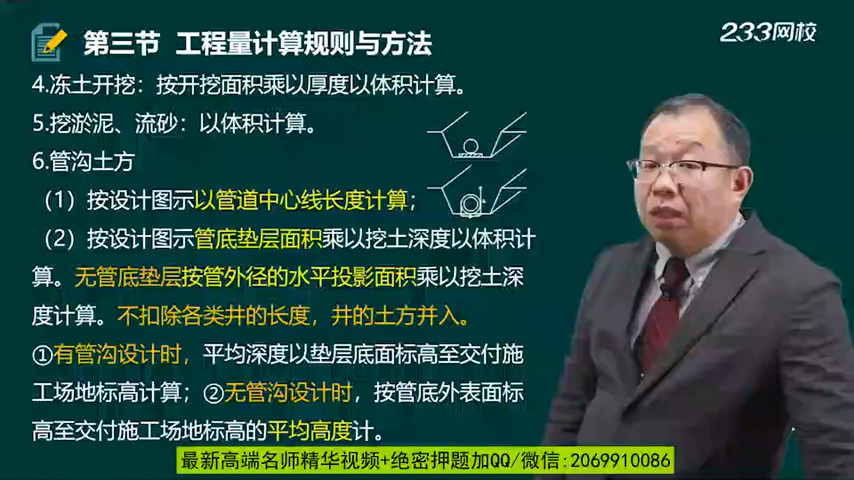 第三节 工程量计算规则与方法
233网校
4.冻土开挖：按开挖面积乘以厚度以体积计算。
5.挖淤泥、流砂：以体积计算。
6.管沟土方
（1）按设计图示以管道中心线长度计算；
（2）按设计图示管底垫层面积乘以挖土深度以体积计
算。无管底垫层按管外径的水平投影面积乘以挖土深
度计算。不扣除各类井的长度，井的土方并入。
①有管沟设计时，平均深度以垫层底面标高至交付施
工场地标高计算；②无管沟设计时，按管底外表面标
高至交付施工场地标高的平均高度计。
最新高端名师精华视频+绝密押题加QQ/微信:2069910086